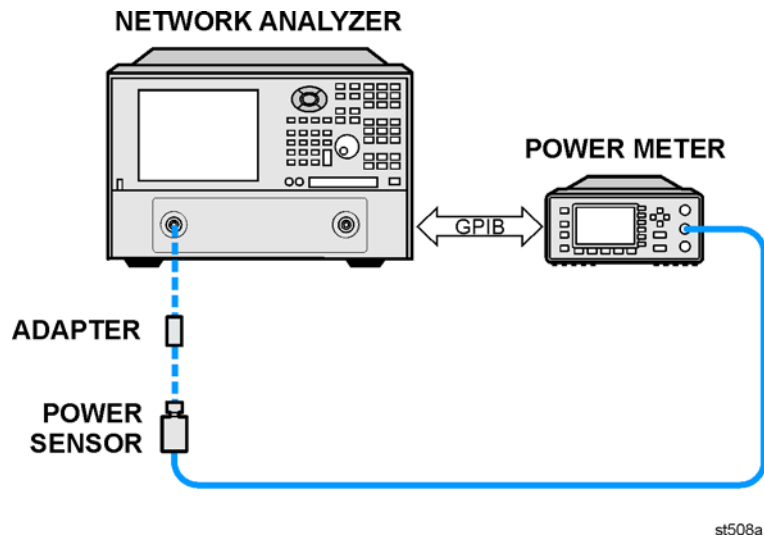 NETWORK ANALYZER
POWER METER
GPIB
ADAPTER
POWER
SENSOR
st508a